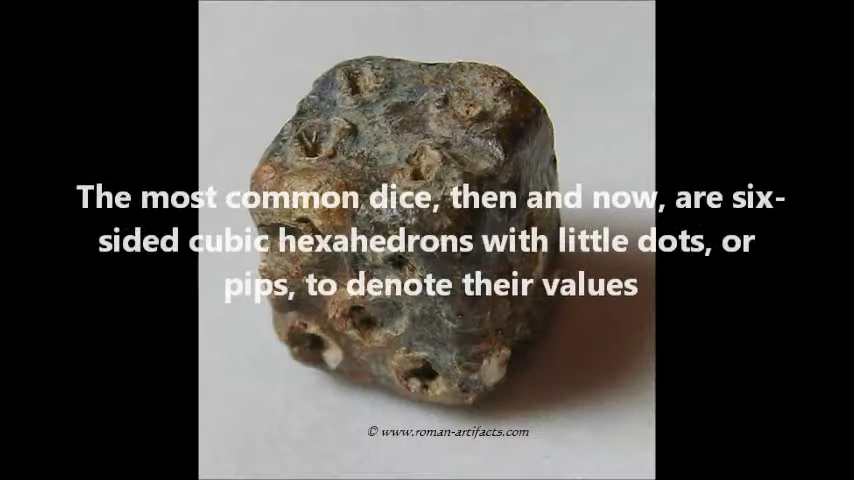 The most common dice, then and now, are six-
sided cubic hexahedrons with little dots, or
pips, to denote their values
© www.roman-artifacts.com